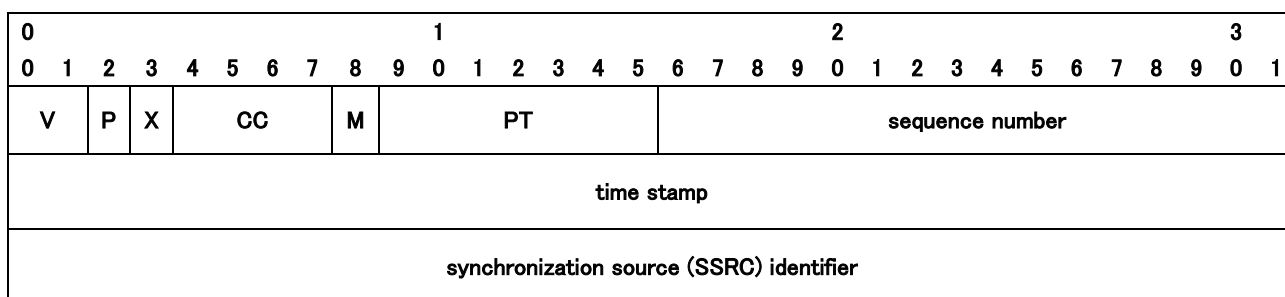 0 1 2 3
0 1 2 3 4 5 6 7 8 9 0 1 2 3 4 5 6 7 8 9 0 1 2 3 4 5 6 7 8 9 0 1
V P X CC M PT sequence number
time stamp
synchronization source (SSRC) identifier